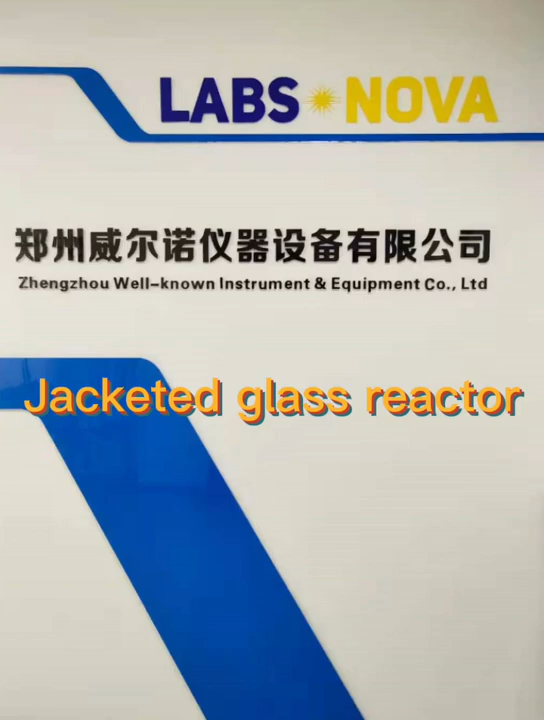 LABS NOVA
郑州威尔诺仪器设备有限公司
Zhengzhou Well-known Instrument & Equipment Co., Ltd
Jacketed glass reactor